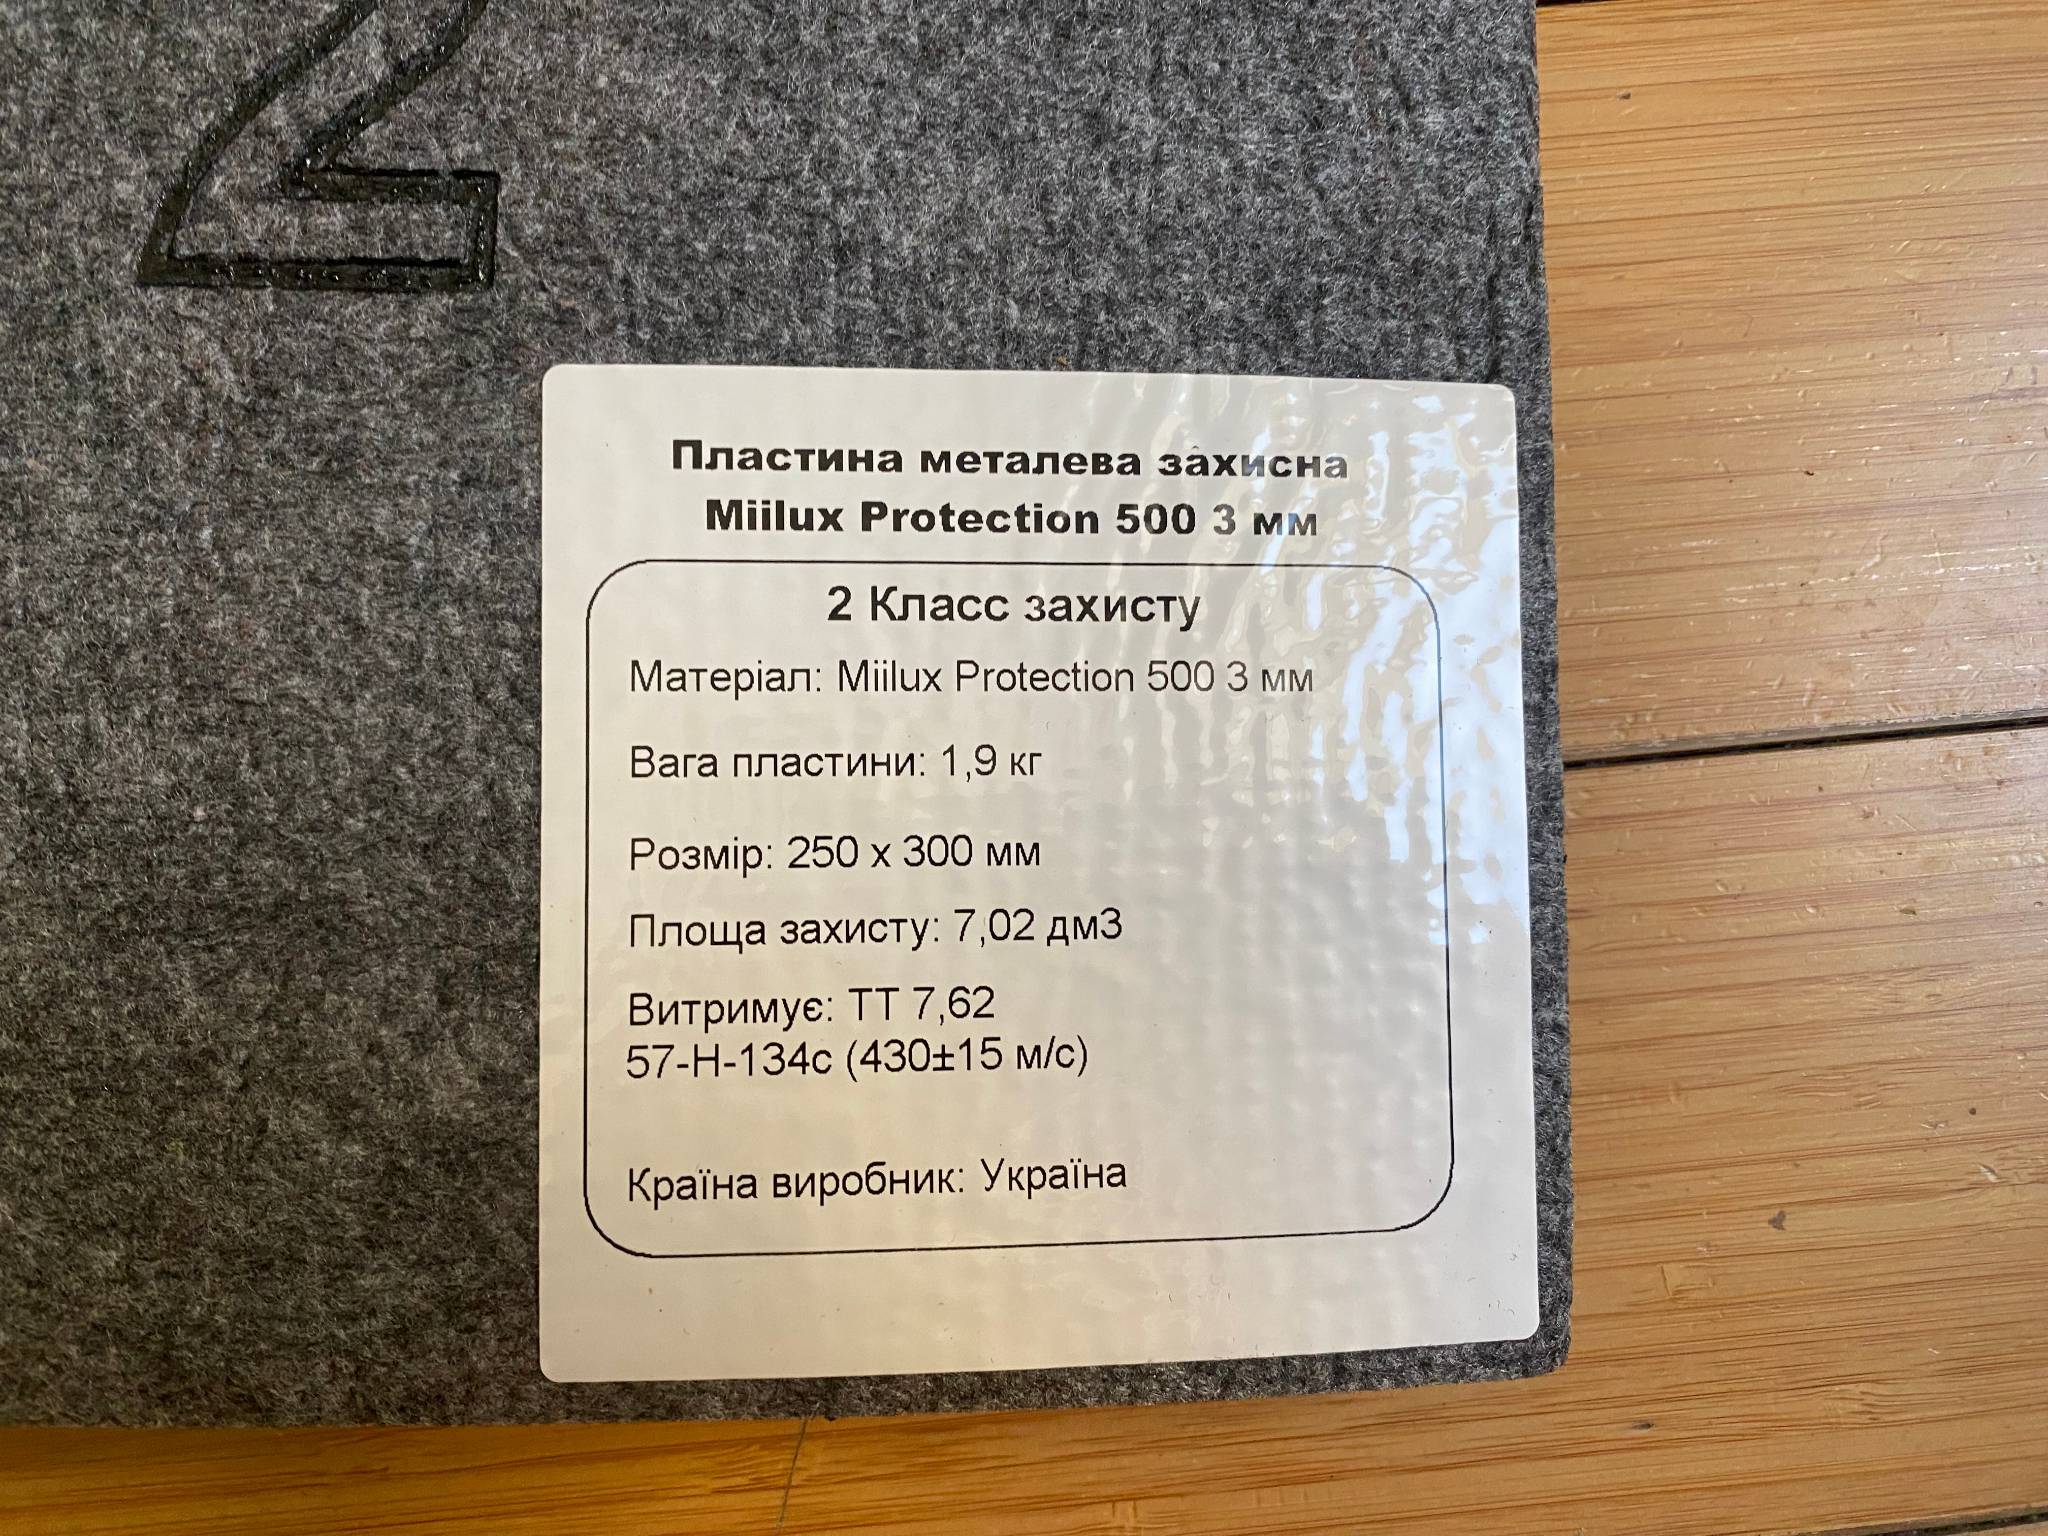 2
Пластина металева захисна
Miilux Protection 500 3 мм
2 Класс захисту
Матеріал: Miilux Protection 500 3 мм
Вага пластини: 1,9 кг
Розмір: 250 х 300 мм
Площа захисту: 7,02 дм3
Витримує: ТТ 7,62
57-Н-134с (430±15 м/с)
Країна виробник: Україна